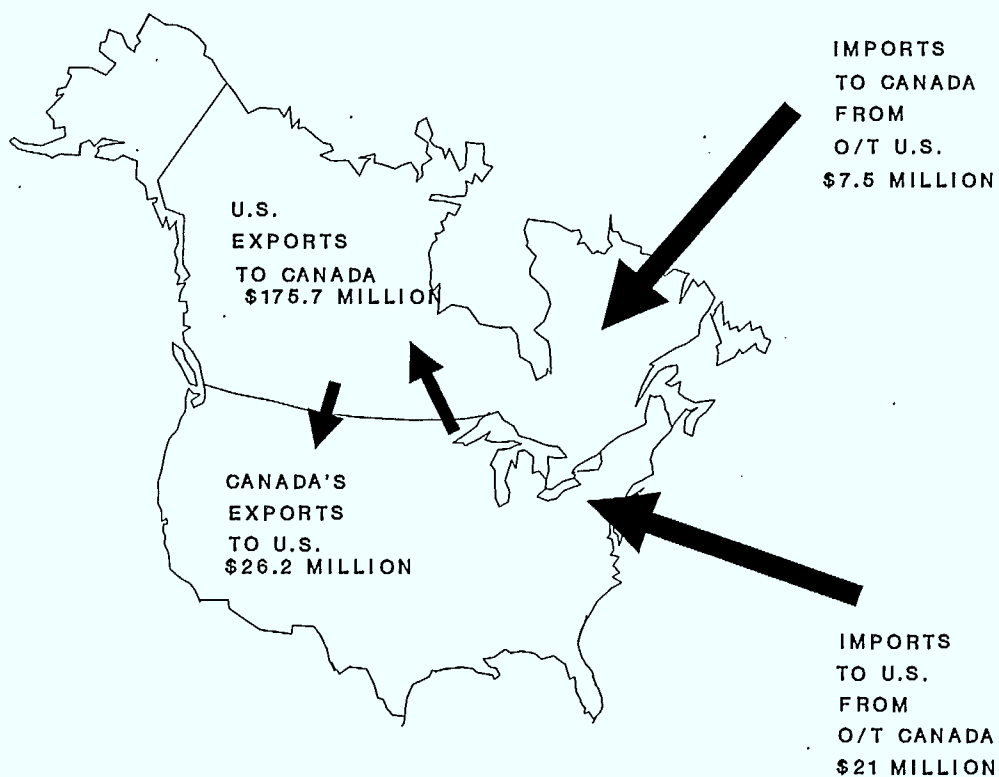 IMPORTS
TO CANADA
FROM
O/T U.S.
$7.5 MILLION
U.S.
EXPORTS
TO CANADA
$175.7 MILLION
CANADA'S
EXPORTS
TO U.S.
$26.2 MILLION
IMPORTS
TO U.S.
FROM
O/T CANADA
$21 MILLION